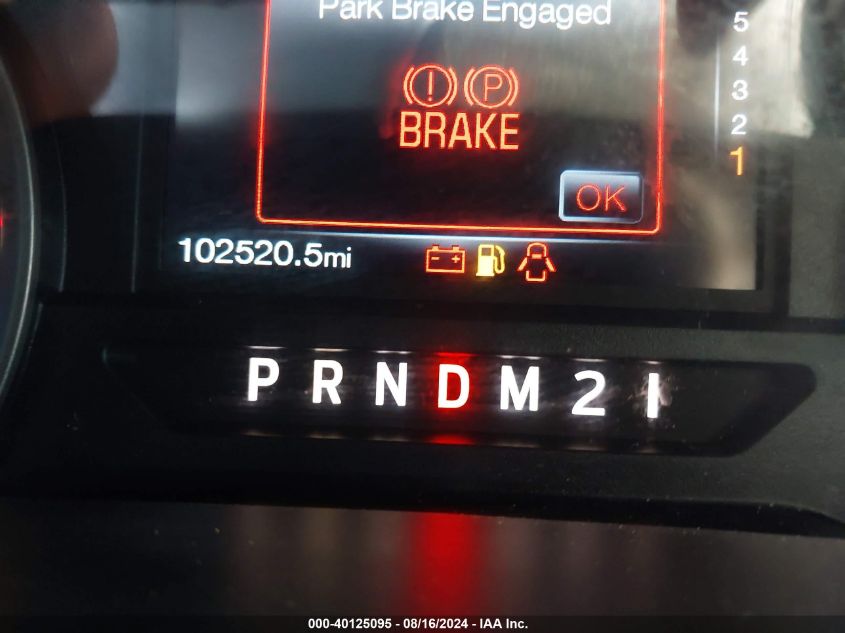 Park Brake Engaged
5
4
3
2
1
(!) (P)
BRAKE
OK
102520.5mi
P R N D M 2 1
000-40125095 - 08/16/2024 - IAA Inc.